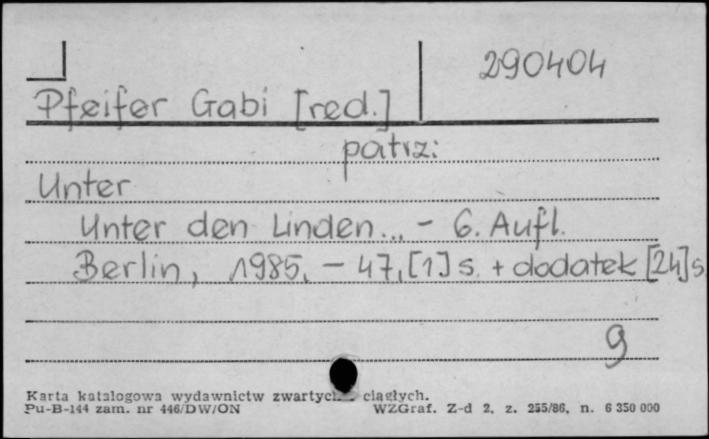 290404
Pfeifer Gabi [red.]
patrz:
Unter
Unter den Linden... - 6. Aufl.
Berlin, 1985, - 47, [1] s. + dodatek [24] s
9
Karta katalogowa wydawnictw ciągłych.
Pu-B-144 zam. nr 446/DW/ON WZGraf. Z-d 2, z. 255/86, n. 6 350 000